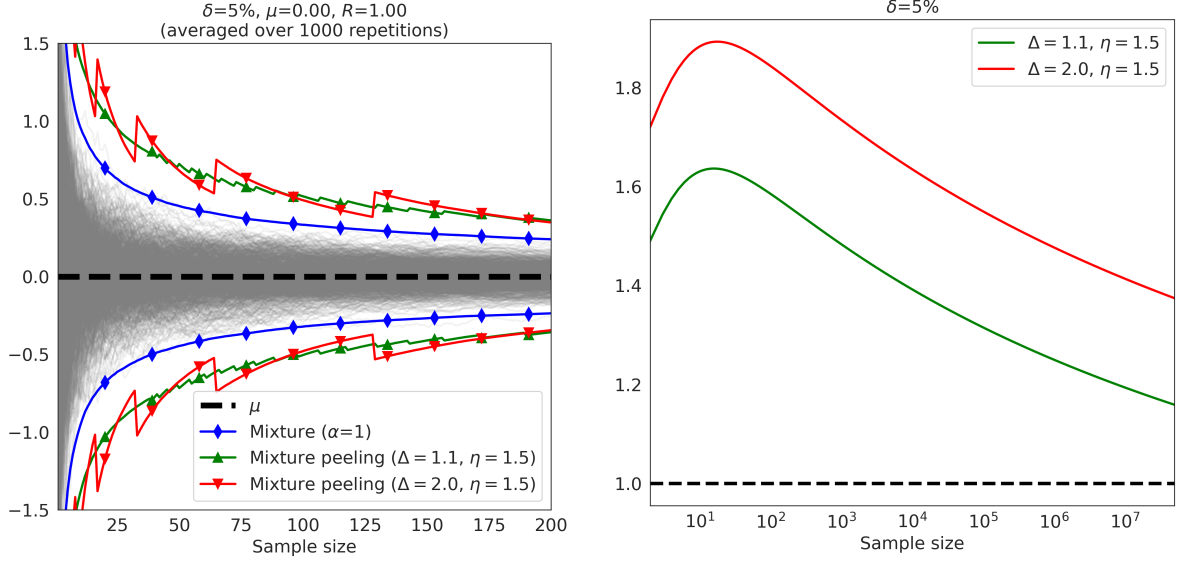 δ=5%, μ=0.00, R=1.00
(averaged over 1000 repetitions)
1.5
1.0
0.5
0.0
−0.5
−1.0
−1.5
μ
Mixture (α=1)
Mixture peeling (Δ = 1.1, η = 1.5)
Mixture peeling (Δ = 2.0, η = 1.5)
25 50 75 100 125 150 175 200
Sample size
δ=5%
Δ = 1.1, η = 1.5
Δ = 2.0, η = 1.5
1.8
1.6
1.4
1.2
1.0
10¹ 10² 10³ 10⁴ 10⁵ 10⁶ 10⁷
Sample size